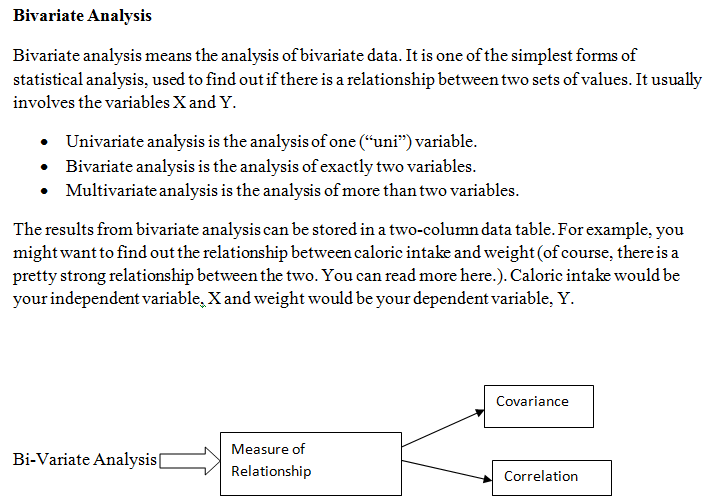 Bivariate Analysis
Bivariate analysis means the analysis of bivariate data. It is one of the simplest forms of
statistical analysis, used to find out if there is a relationship between two sets of values. It usually
involves the variables X and Y.
• Univariate analysis is the analysis of one (“uni”) variable.
• Bivariate analysis is the analysis of exactly two variables.
• Multivariate analysis is the analysis of more than two variables.
The results from bivariate analysis can be stored in a two-column data table. For example, you
might want to find out the relationship between caloric intake and weight (of course, there is a
pretty strong relationship between the two. You can read more here.). Caloric intake would be
your independent variable, X and weight would be your dependent variable, Y.
Covariance
Bi-Variate Analysis
Measure of
Relationship
Correlation